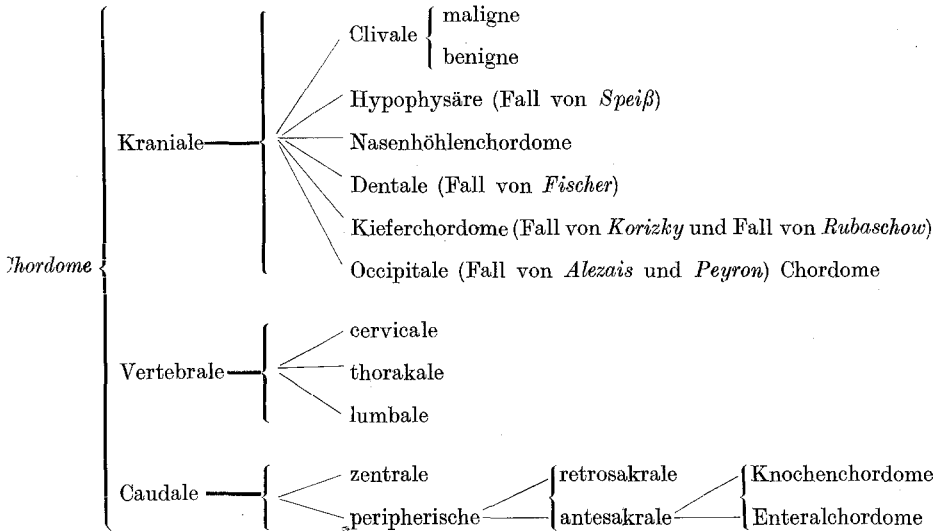 maligne
Clivale
benigne
Hypophysäre (Fall von Speiß)
Kraniale
Nasenhöhlenchordome
Dentale (Fall von Fischer)
Kieferchordome (Fall von Korizky und Fall von Rubaschow)
Chordome
Occipitale (Fall von Alezais und Peyron) Chordome
cervicale
Vertebrale
thorakale
lumbale
zentrale
retrosakrale
Knochenchordome
Caudale
peripherische
antesakrale
Enteralchordome